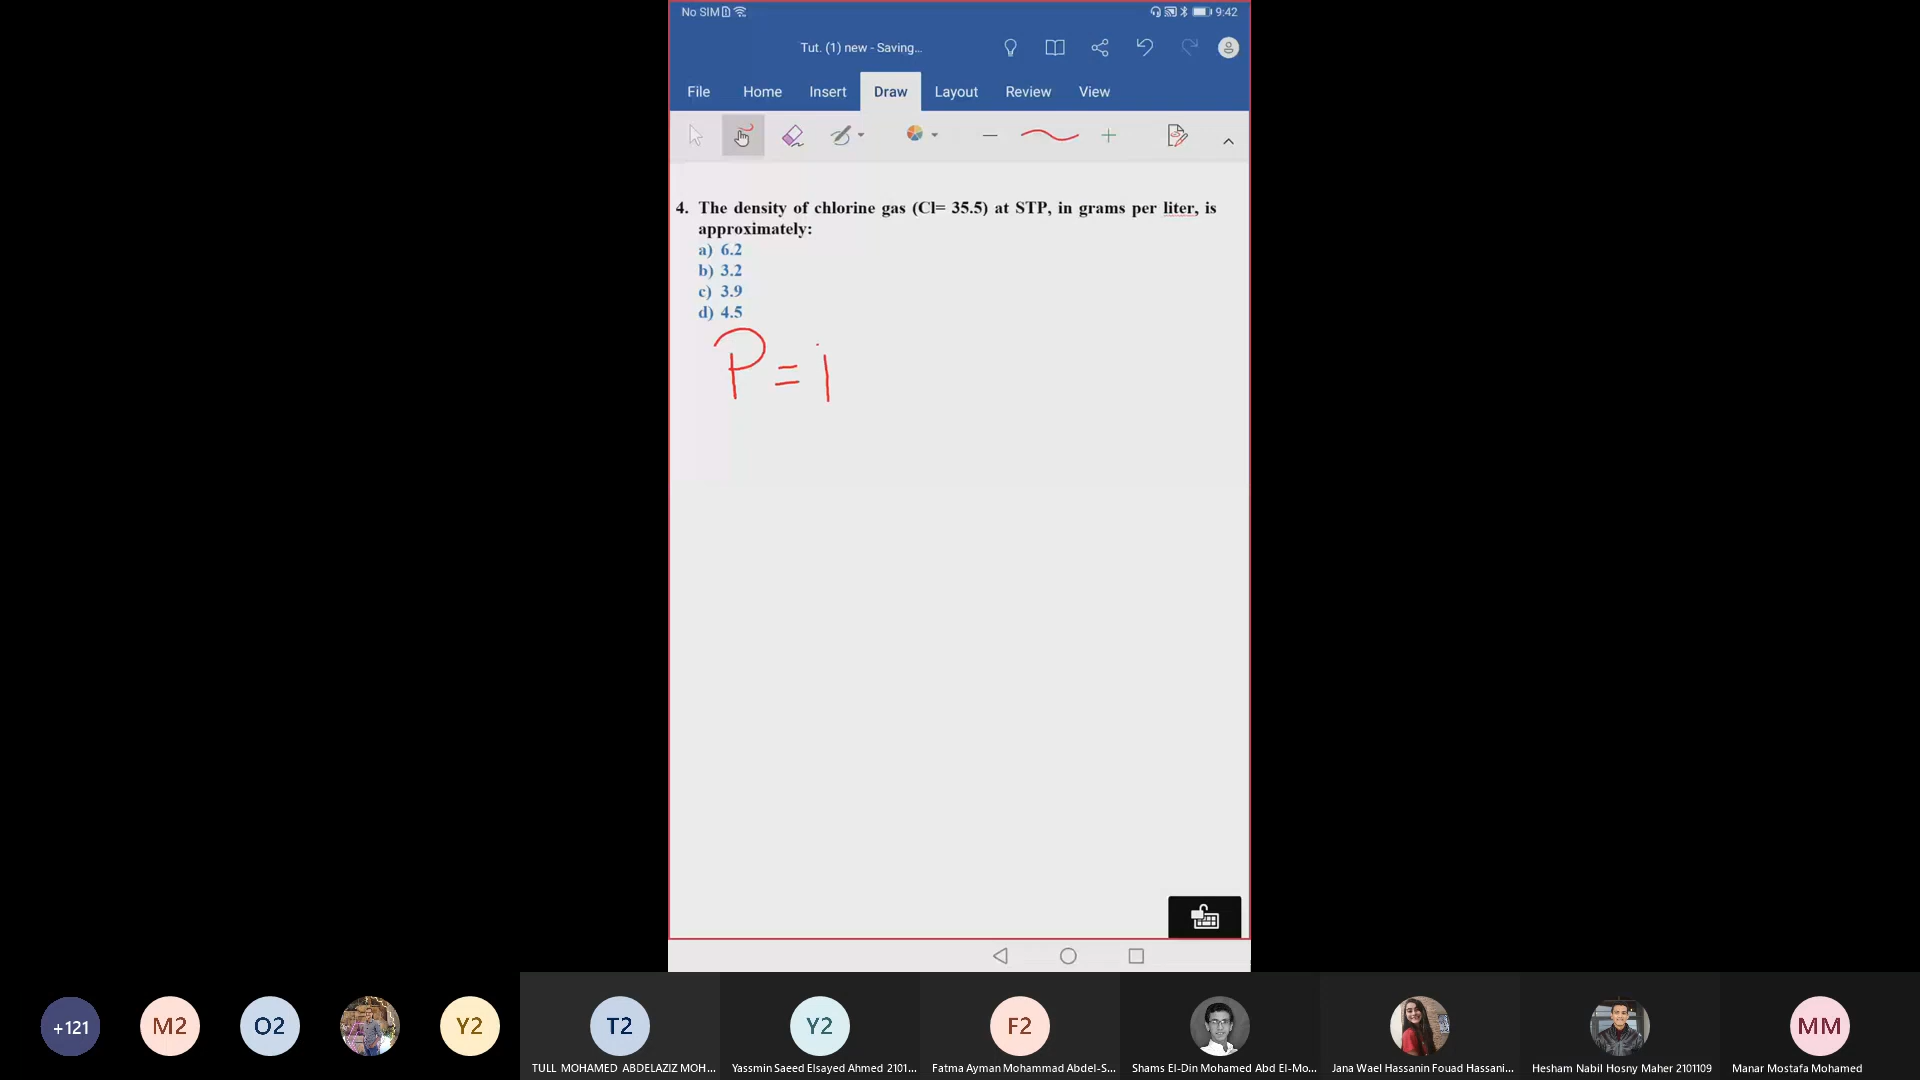 No SIM 9:42
Tut. (1) new - Saving...
File Home Insert Draw Layout Review View
4. The density of chlorine gas (Cl= 35.5) at STP, in grams per liter, is
approximately:
a) 6.2
b) 3.2
c) 3.9
d) 4.5
P = 1
+121 M2 O2 Y2 T2 Y2 F2 MM
TULL MOHAMED ABDELAZIZ MOH... Yassmin Saeed Elsayed Ahmed 2101... Fatma Ayman Mohammad Abdel-S... Shams El-Din Mohamed Abd El-Mo... Jana Wael Hassanin Fouad Hassani... Hesham Nabil Hosny Maher 2101109 Manar Mostafa Mohamed